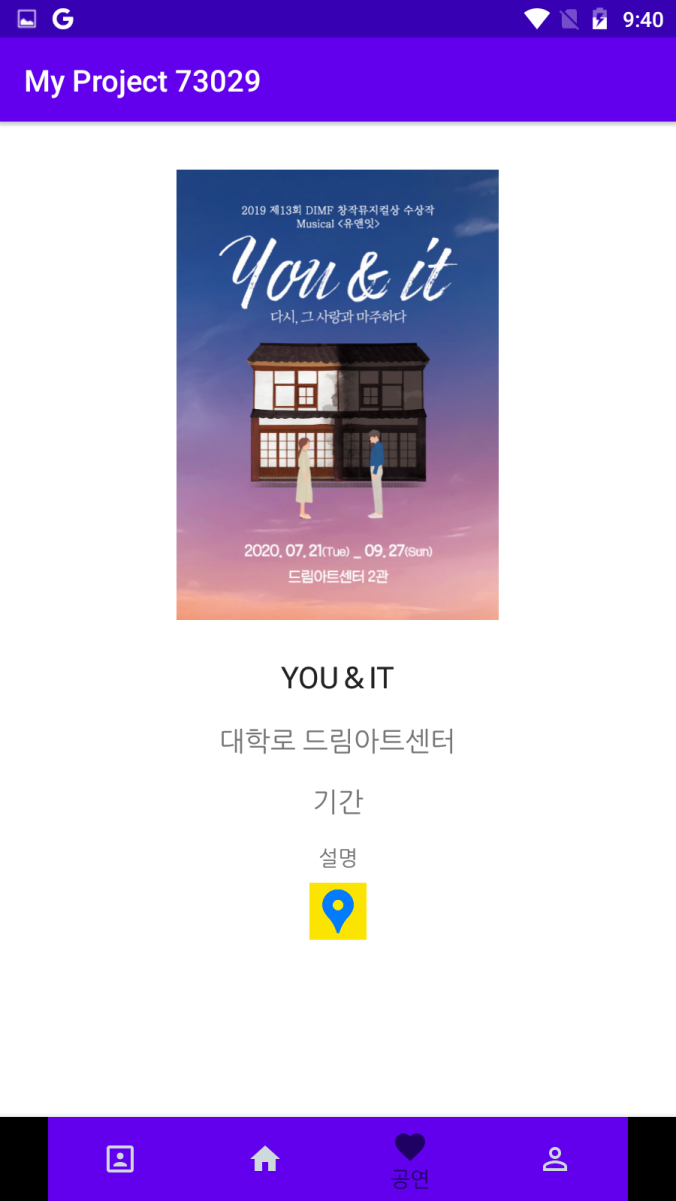 9:40
My Project 73029
2019 제13회 DIMF 창작뮤지컬상 수상작
Musical <유앤잇>
You & it
다시, 그 사랑과 마주하다
2020. 07. 21(Tue) _ 09. 27(Sun)
드림아트센터 2관
YOU & IT
대학로 드림아트센터
기간
설명
공연